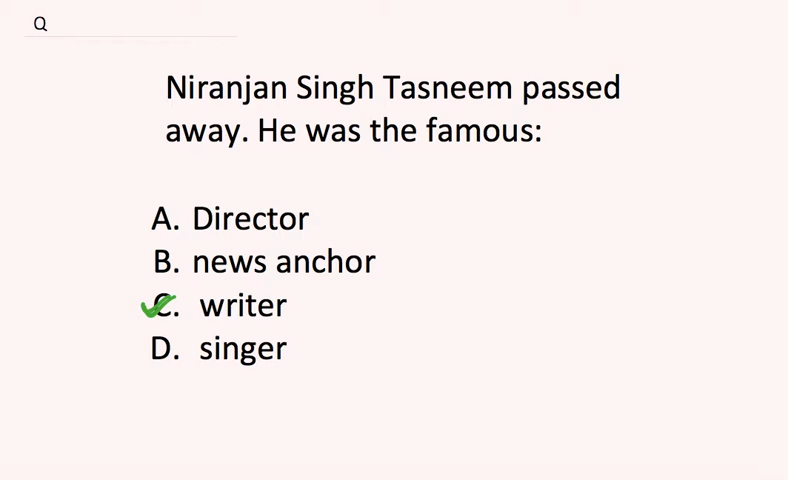 Q
Niranjan Singh Tasneem passed
away. He was the famous:
A. Director
B. news anchor
C. writer
D. singer